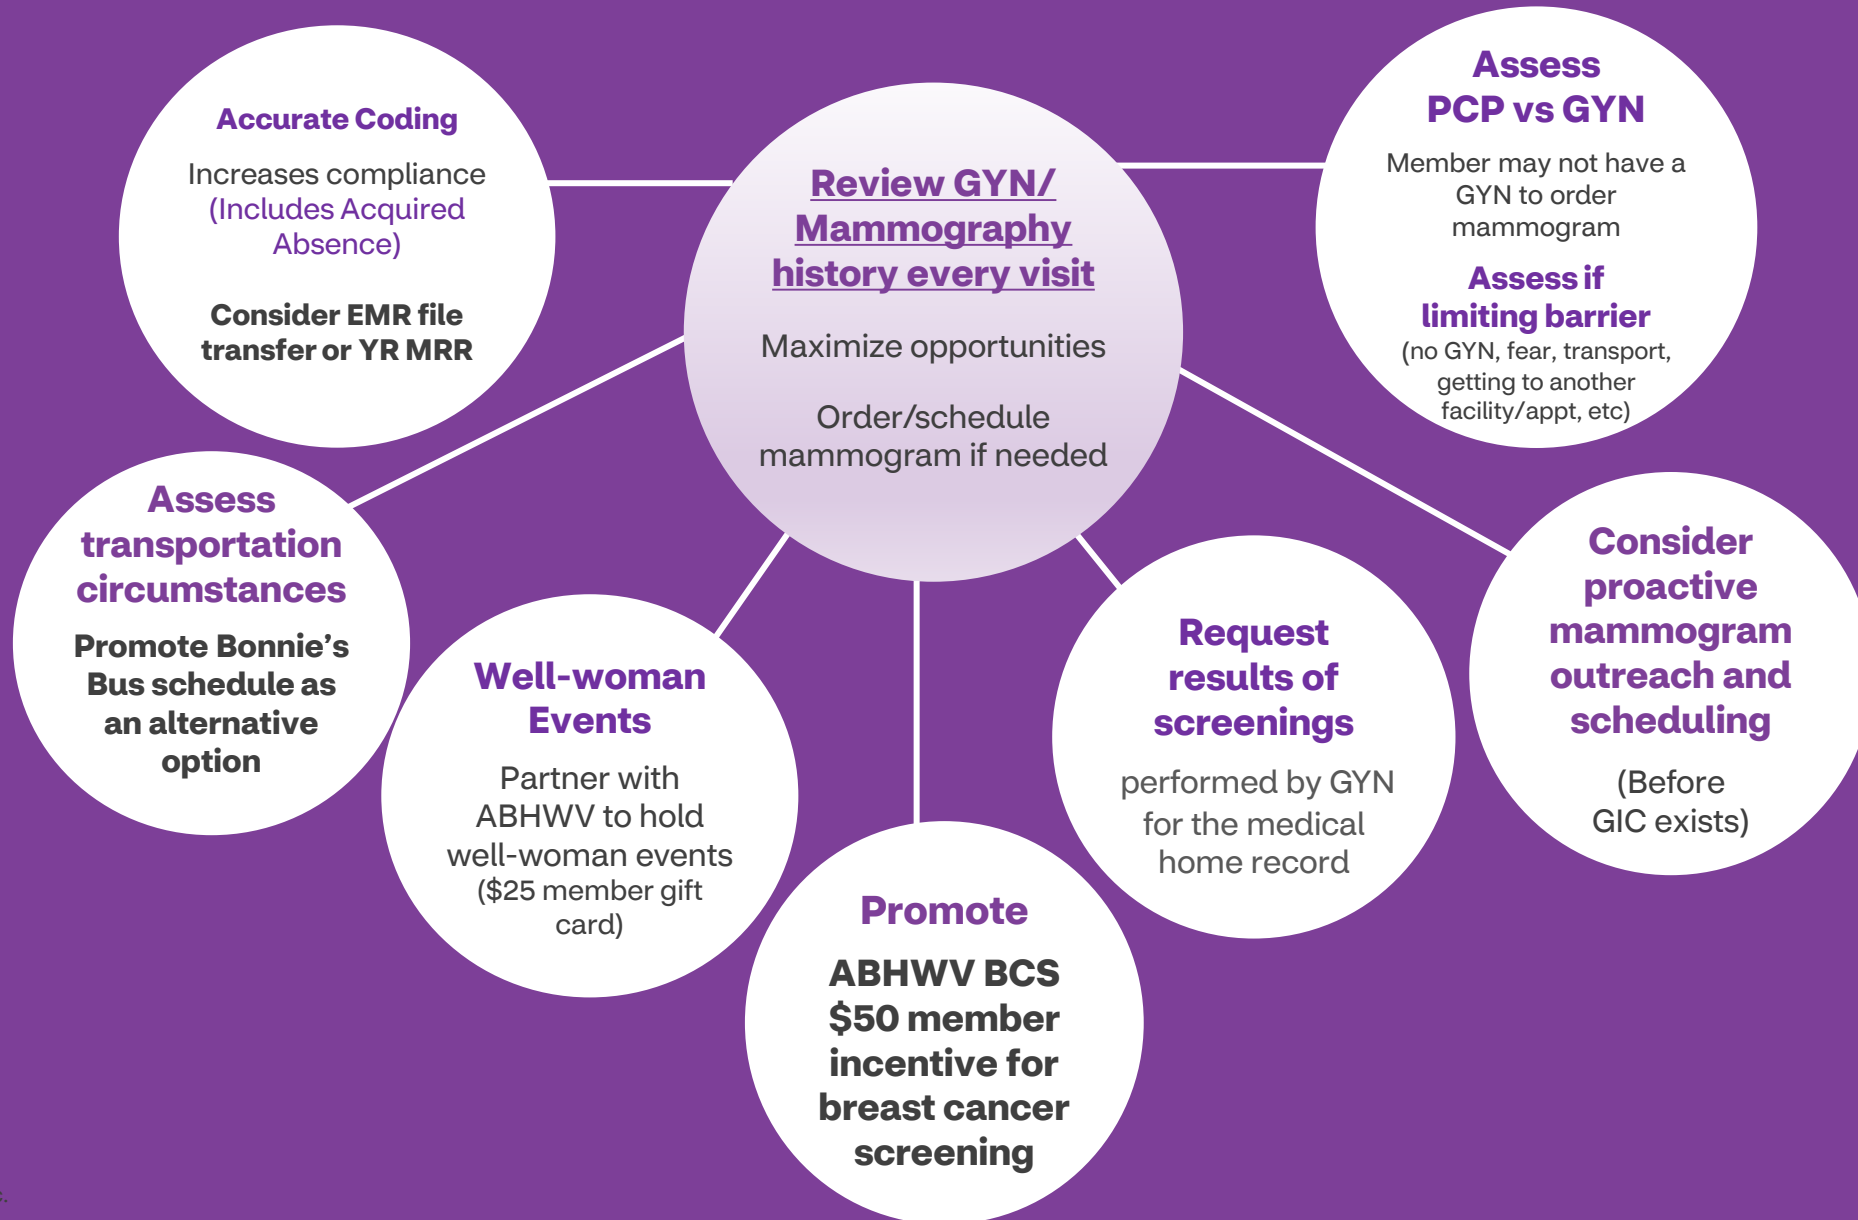 Accurate Coding
Increases compliance
(Includes Acquired
Absence)
Consider EMR file
transfer or YR MRR
Review GYN/
Mammography
history every visit
Maximize opportunities
Order/schedule
mammogram if needed
Assess
PCP vs GYN
Member may not have a
GYN to order
mammogram
Assess if
limiting barrier
(no GYN, fear, transport,
getting to another
facility/appt, etc)
Assess
transportation
circumstances
Promote Bonnie’s
Bus schedule as
an alternative
option
Well-woman
Events
Partner with
ABHWV to hold
well-woman events
($25 member gift
card)
Promote
ABHWV BCS
$50 member
incentive for
breast cancer
screening
Request
results of
screenings
performed by GYN
for the medical
home record
Consider
proactive
mammogram
outreach and
scheduling
(Before
GIC exists)